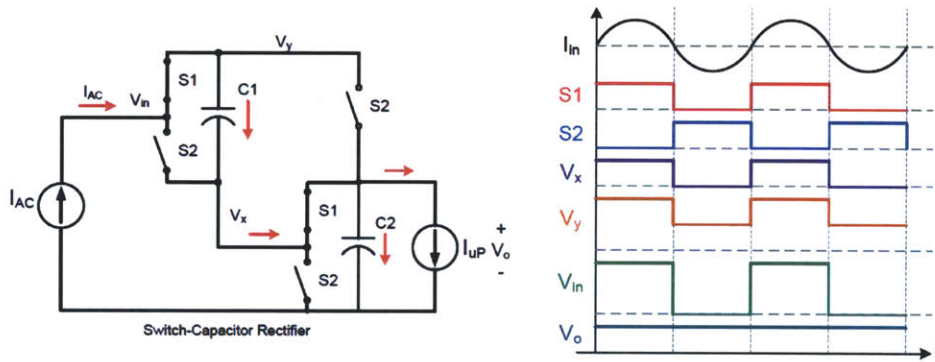 Vy
S1
C1
IAC
Vin
S2
S2
IAC
Vx
S1
C2
S2
IuP
+
Vo
-
Switch-Capacitor Rectifier
Iin
S1
S2
Vx
Vy
Vin
Vo